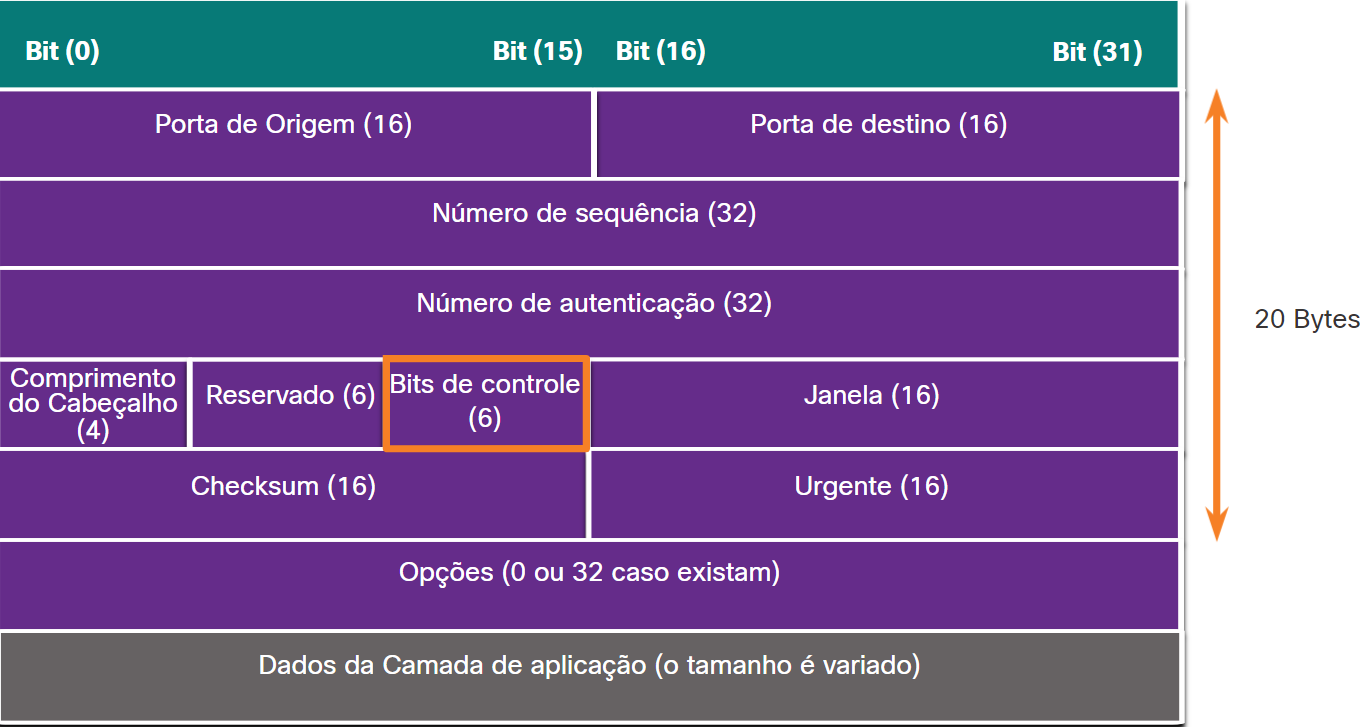 Bit (0) Bit (15) Bit (16) Bit (31)
Porta de Origem (16) Porta de destino (16)
Número de sequência (32)
Número de autenticação (32)
20 Bytes
Comprimento
do Cabeçalho
(4)
Reservado (6)
Bits de controle
(6)
Janela (16)
Checksum (16) Urgente (16)
Opções (0 ou 32 caso existam)
Dados da Camada de aplicação (o tamanho é variado)